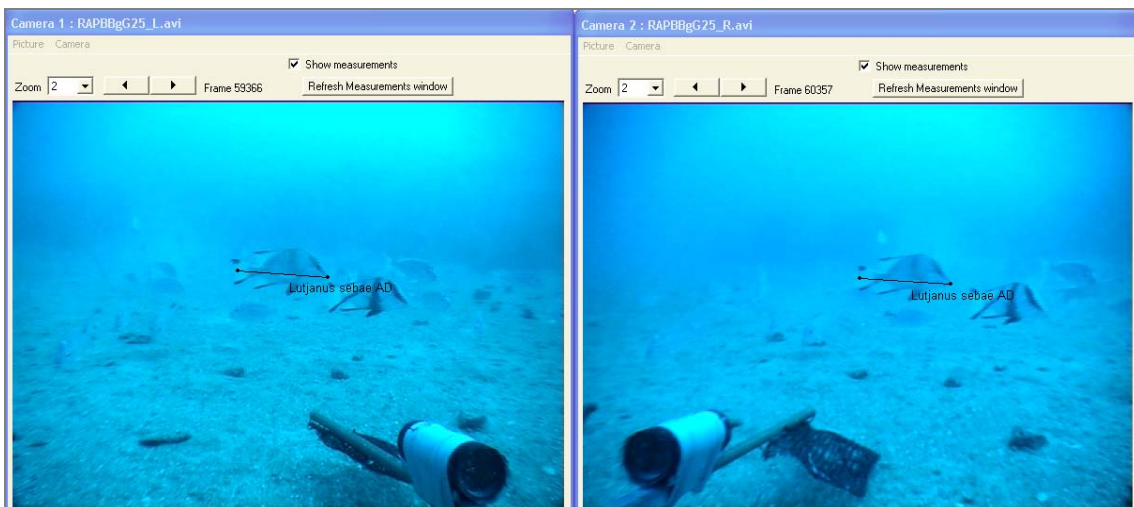 Camera 1 : RAPBBgG25_L.avi
Picture Camera
Show measurements
Zoom 2 Frame 59366 Refresh Measurements window
Lutjanus sebae AD
Camera 2 : RAPBBgG25_R.avi
Picture Camera
Show measurements
Zoom 2 Frame 60357 Refresh Measurements window
Lutjanus sebae AD